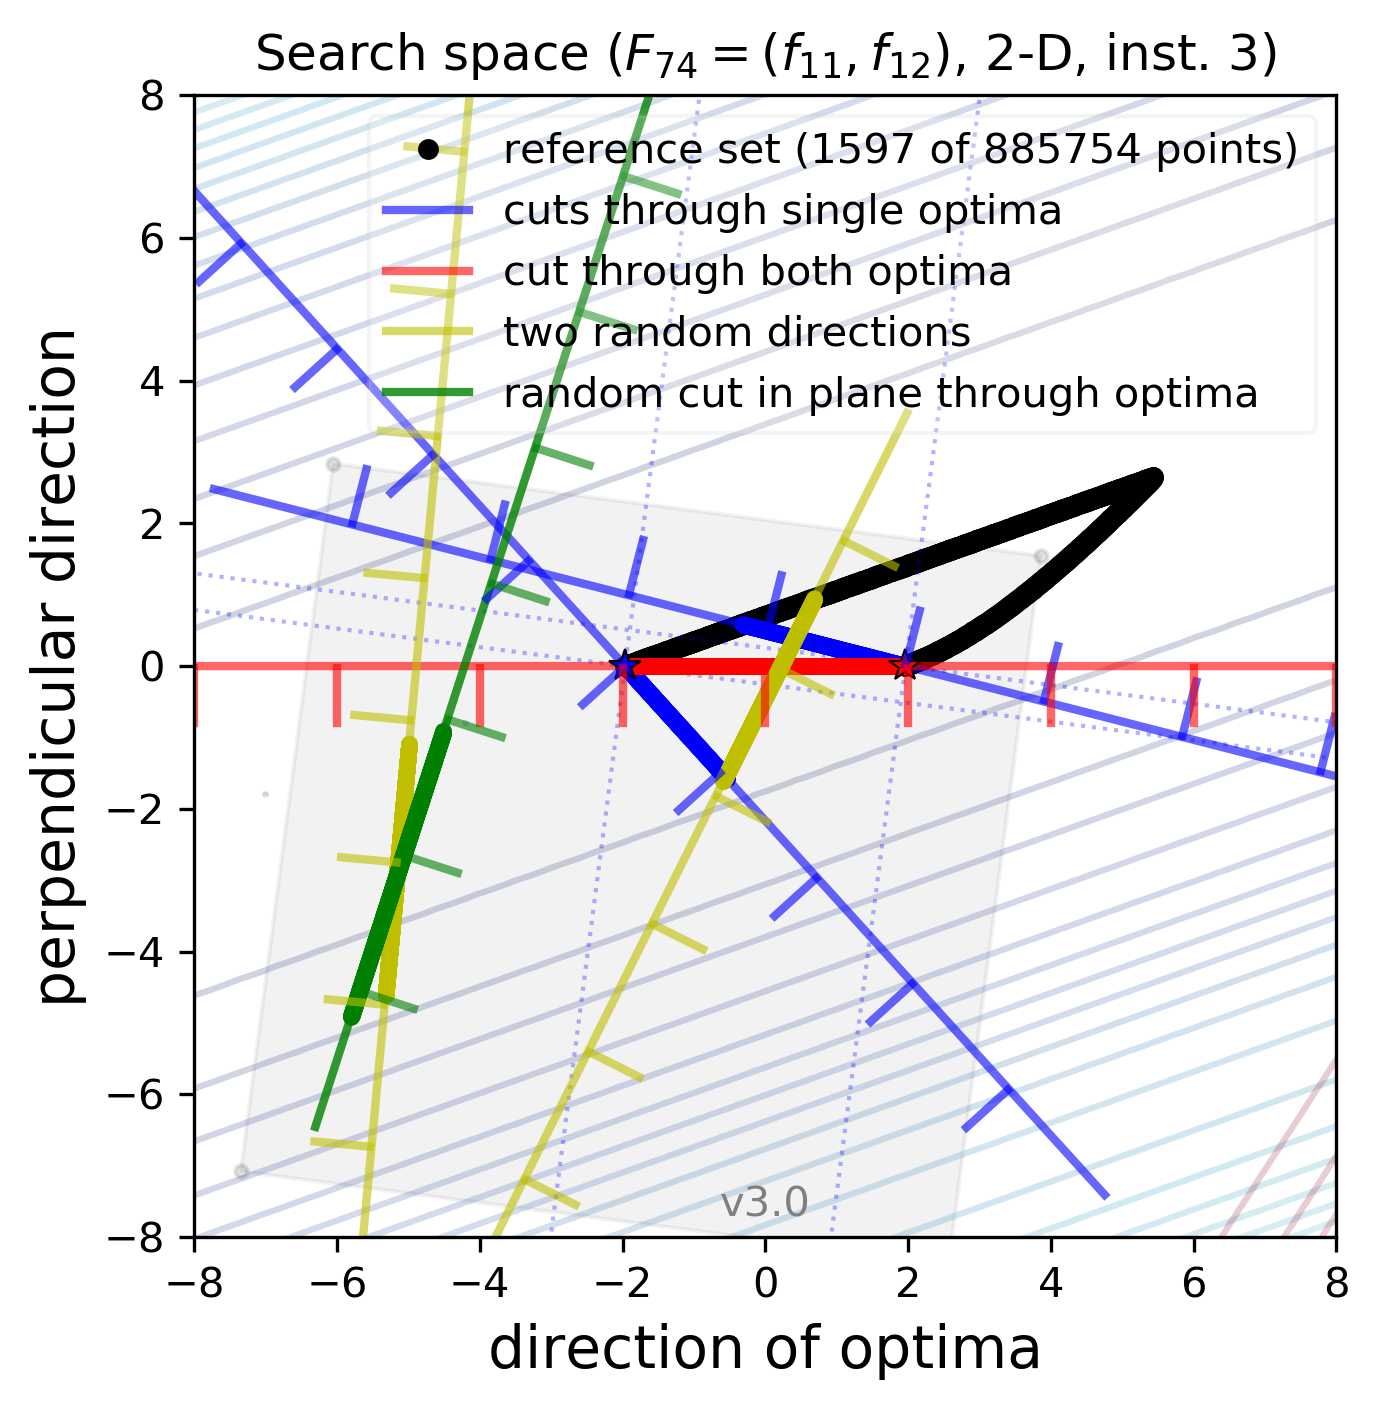 Search space (F₇₄ = (f₁₁, f₁₂), 2-D, inst. 3)
8
6
4
2
0
−2
−4
−6
−8
perpendicular direction
reference set (1597 of 885754 points)
cuts through single optima
cut through both optima
two random directions
random cut in plane through optima
v3.0
−8 −6 −4 −2 0 2 4 6 8
direction of optima